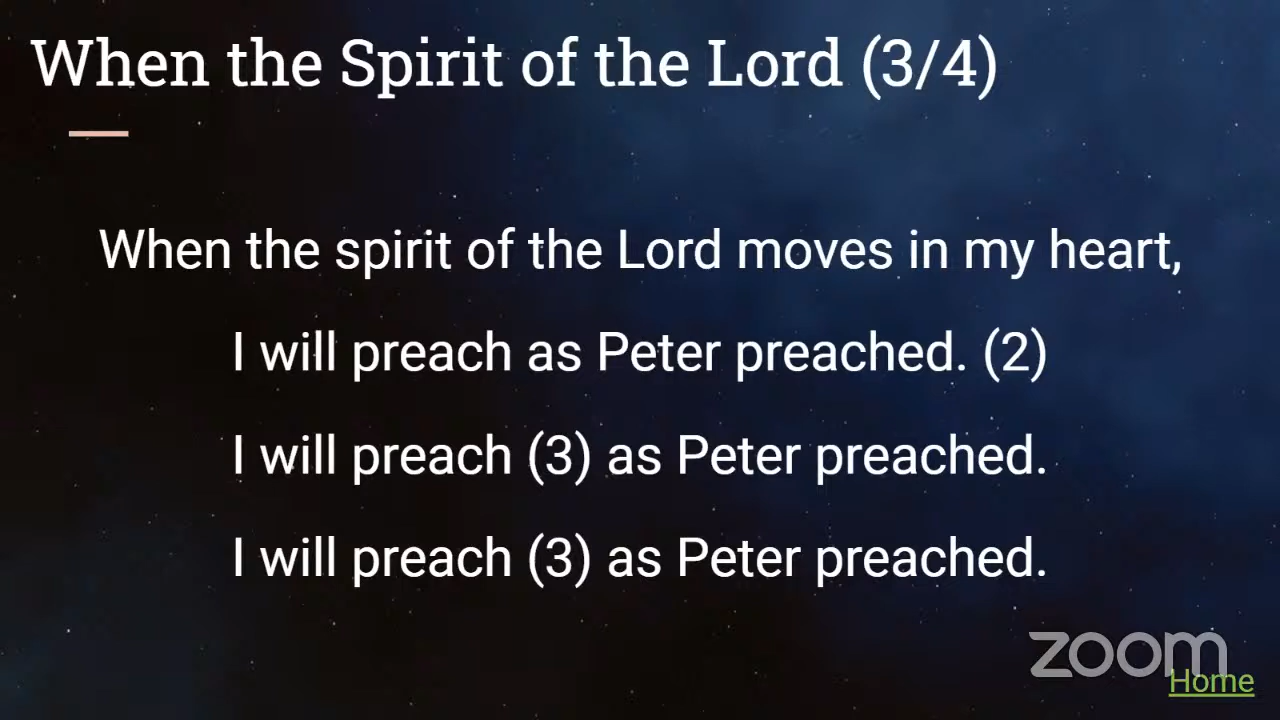 When the Spirit of the Lord (3/4)
When the spirit of the Lord moves in my heart,
I will preach as Peter preached. (2)
I will preach (3) as Peter preached.
I will preach (3) as Peter preached.
zoom
Home